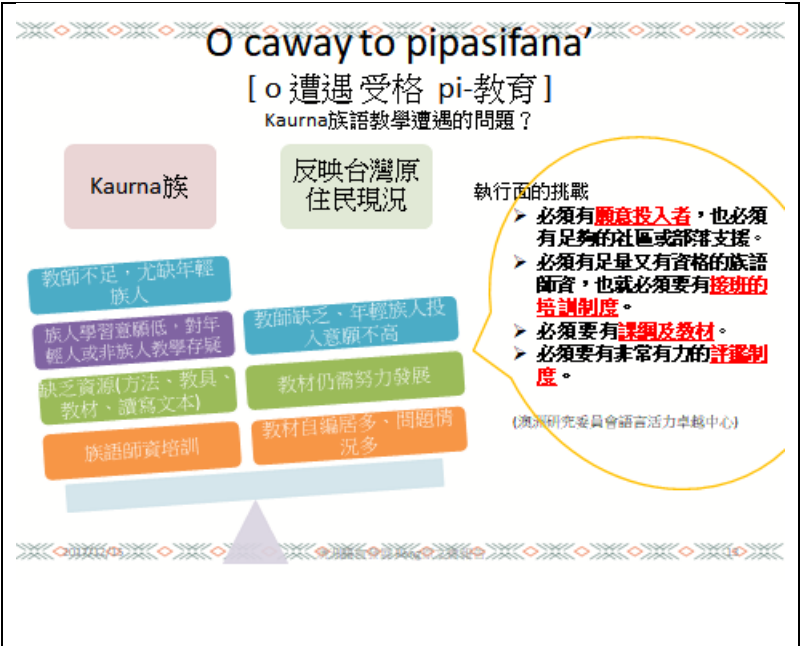 O caway to pipasifana’
[ o 遭遇 受格 pi-教育 ]
Kaurna族語教學遭遇的問題？
Kaurna族
反映台灣原
住民現況
教師不足，尤缺年輕
族人
族人學習意願低，對年
輕人或非族人教學存疑
缺乏資源(方法、教具、
教材、讀寫文本)
族語師資培訓
教師缺乏、年輕族人投
入意願不高
教材仍需努力發展
教材自編居多、問題情
況多
執行面的挑戰
➢ 必須有願意投入者，也必須
有足夠的社區或部落支援。
➢ 必須有足量又有資格的族語
師資，也就必須要有接班的
培訓制度。
➢ 必須要有課綱及教材。
➢ 必須要有非常有力的評鑑制
度。
(澳洲研究委員會語言活力卓越中心)
2017/12/15